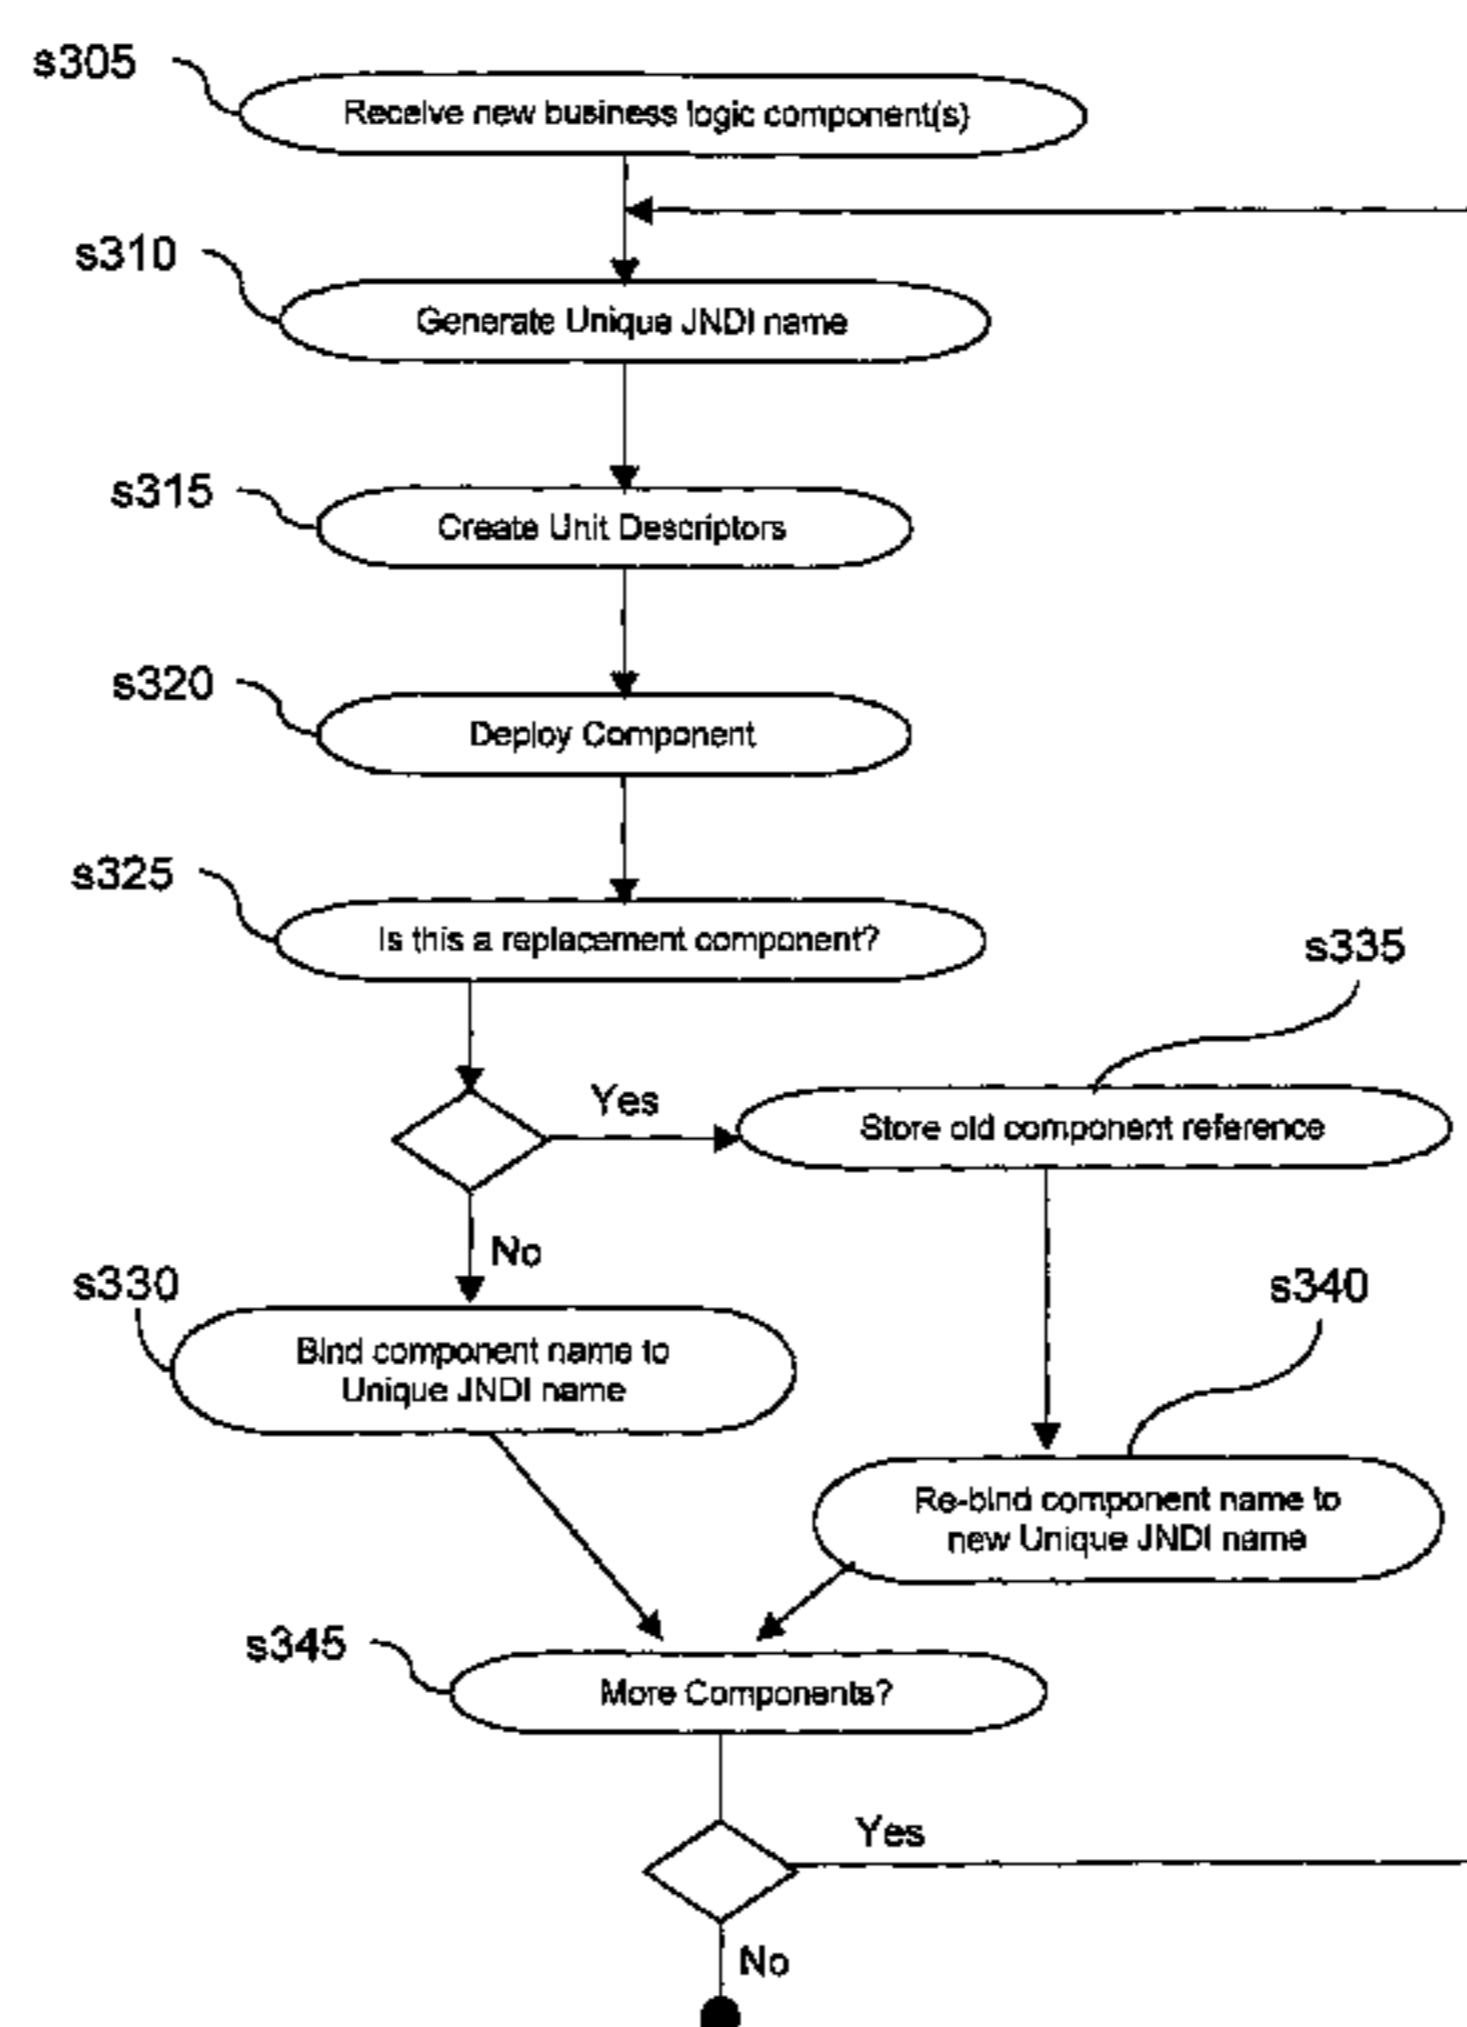 s305
Receive new business logic component(s)
s310
Generate Unique JNDI name
s315
Create Unit Descriptors
s320
Deploy Component
s325
Is this a replacement component?
s335
Yes
Store old component reference
No
s330
s340
Bind component name to
Unique JNDI name
Re-bind component name to
new Unique JNDI name
s345
More Components?
Yes
No